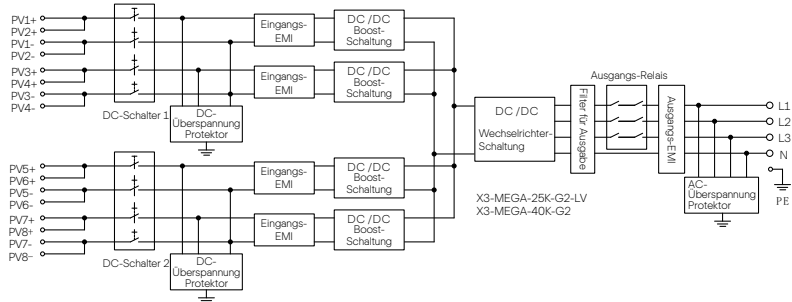 PV1+
PV2+
PV1-
PV2-
PV3+
PV4+
PV3-
PV4-
DC-Schalter 1
DC-
Überspannung
Protektor
Eingangs-
EMI
DC /DC
Boost-
Schaltung
Eingangs-
EMI
DC /DC
Boost-
Schaltung
PV5+
PV6+
PV5-
PV6-
PV7+
PV8+
PV7-
PV8-
DC-Schalter 2
DC-
Überspannung
Protektor
Eingangs-
EMI
DC /DC
Boost-
Schaltung
Eingangs-
EMI
DC /DC
Boost-
Schaltung
DC /DC
Wechselrichter-
Schaltung
X3-MEGA-25K-G2-LV
X3-MEGA-40K-G2
Filter für Ausgabe
Ausgangs-Relais
Ausgangs-EMI
L1
L2
L3
N
AC-
Überspannung
Protektor
PE